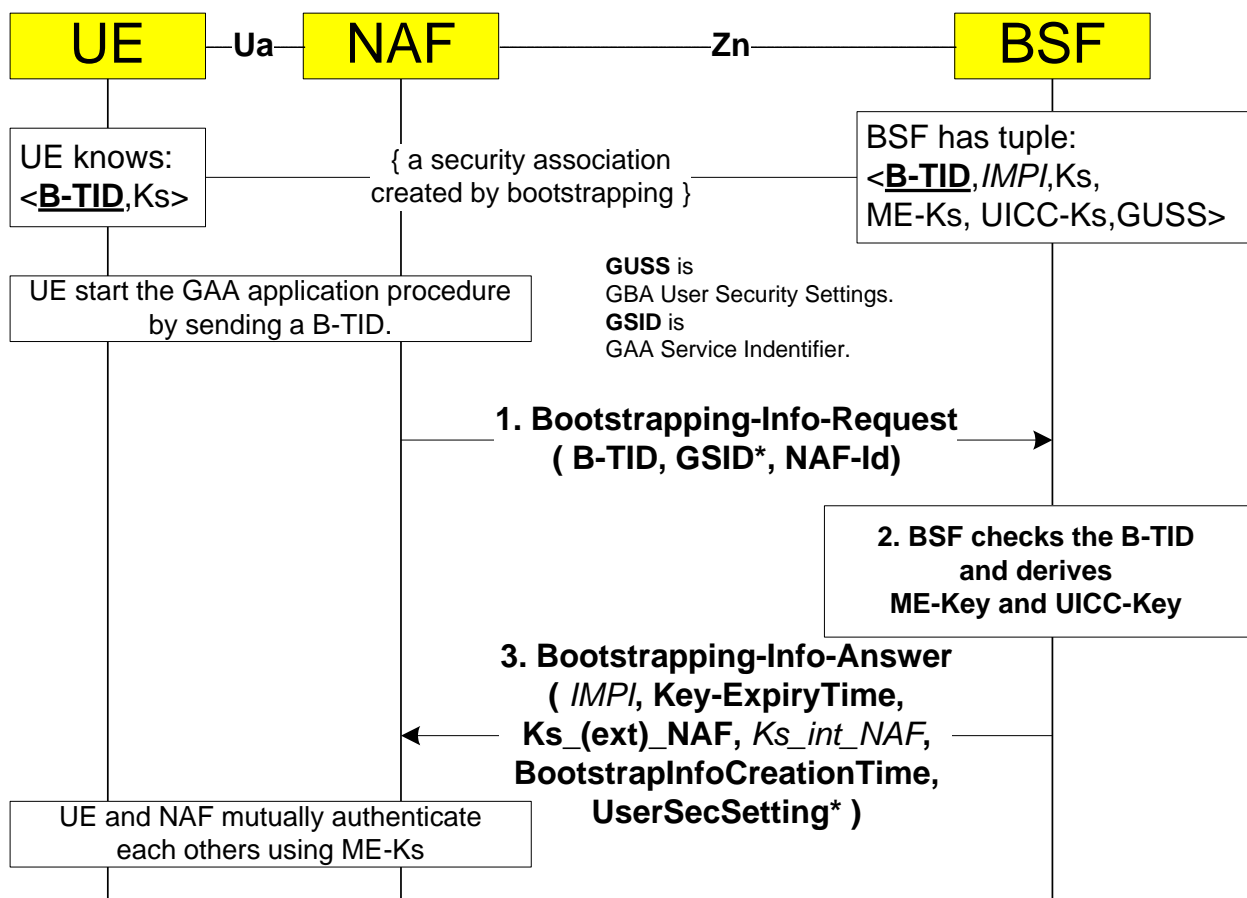 UE
Ua
NAF
Zn
BSF
UE knows:
<B-TID,Ks>
{ a security association
created by bootstrapping }
BSF has tuple:
<B-TID,IMPI,Ks,
ME-Ks, UICC-Ks,GUSS>
UE start the GAA application procedure
by sending a B-TID.
GUSS is
GBA User Security Settings.
GSID is
GAA Service Indentifier.
1. Bootstrapping-Info-Request
( B-TID, GSID*, NAF-Id)
2. BSF checks the B-TID
and derives
ME-Key and UICC-Key
3. Bootstrapping-Info-Answer
( IMPI, Key-ExpiryTime,
Ks_(ext)_NAF, Ks_int_NAF,
BootstrapInfoCreationTime,
UserSecSetting* )
UE and NAF mutually authenticate
each others using ME-Ks